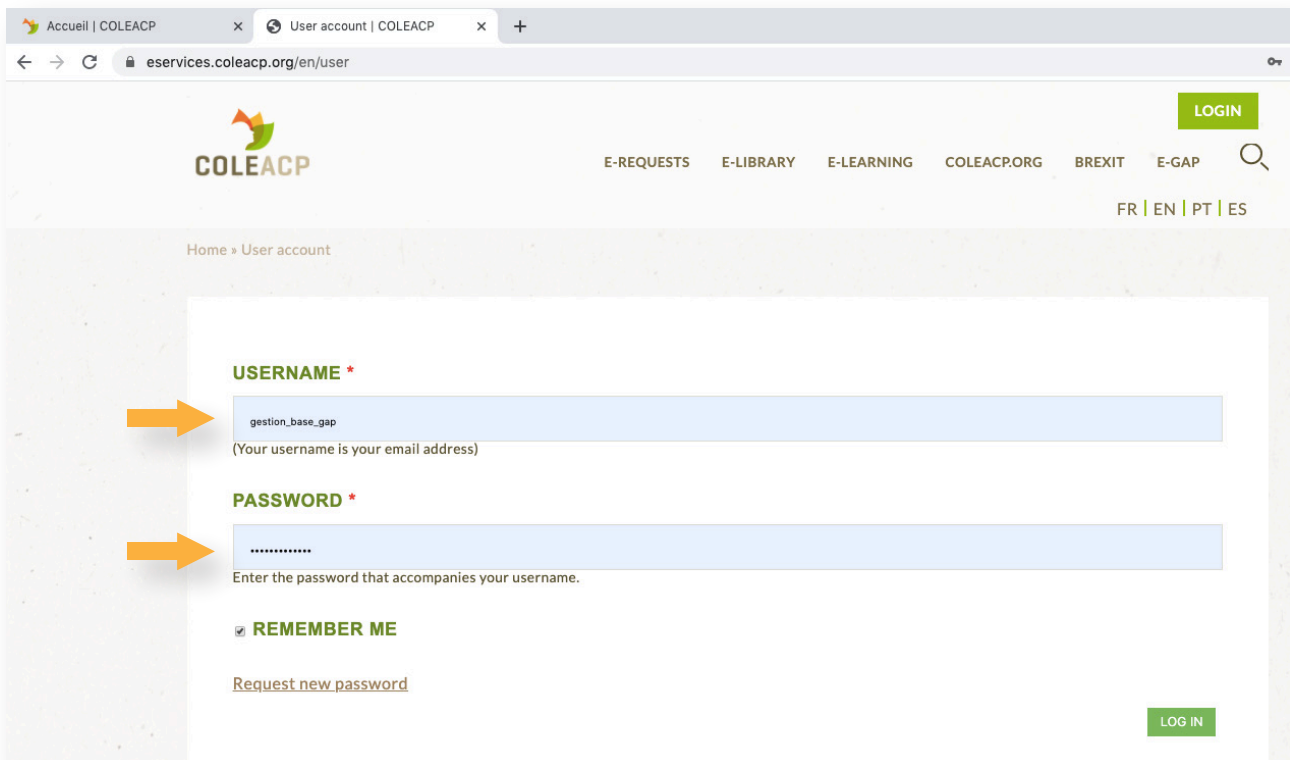 Accueil | COLEACP × User account | COLEACP × +
eservices.coleacp.org/en/user
LOGIN
COLEACP
E-REQUESTS E-LIBRARY E-LEARNING COLEACP.ORG BREXIT E-GAP
FR | EN | PT | ES
Home » User account
USERNAME *
gestion_base_gap
(Your username is your email address)
PASSWORD *
•••••••••••••
Enter the password that accompanies your username.
REMEMBER ME
Request new password
LOG IN